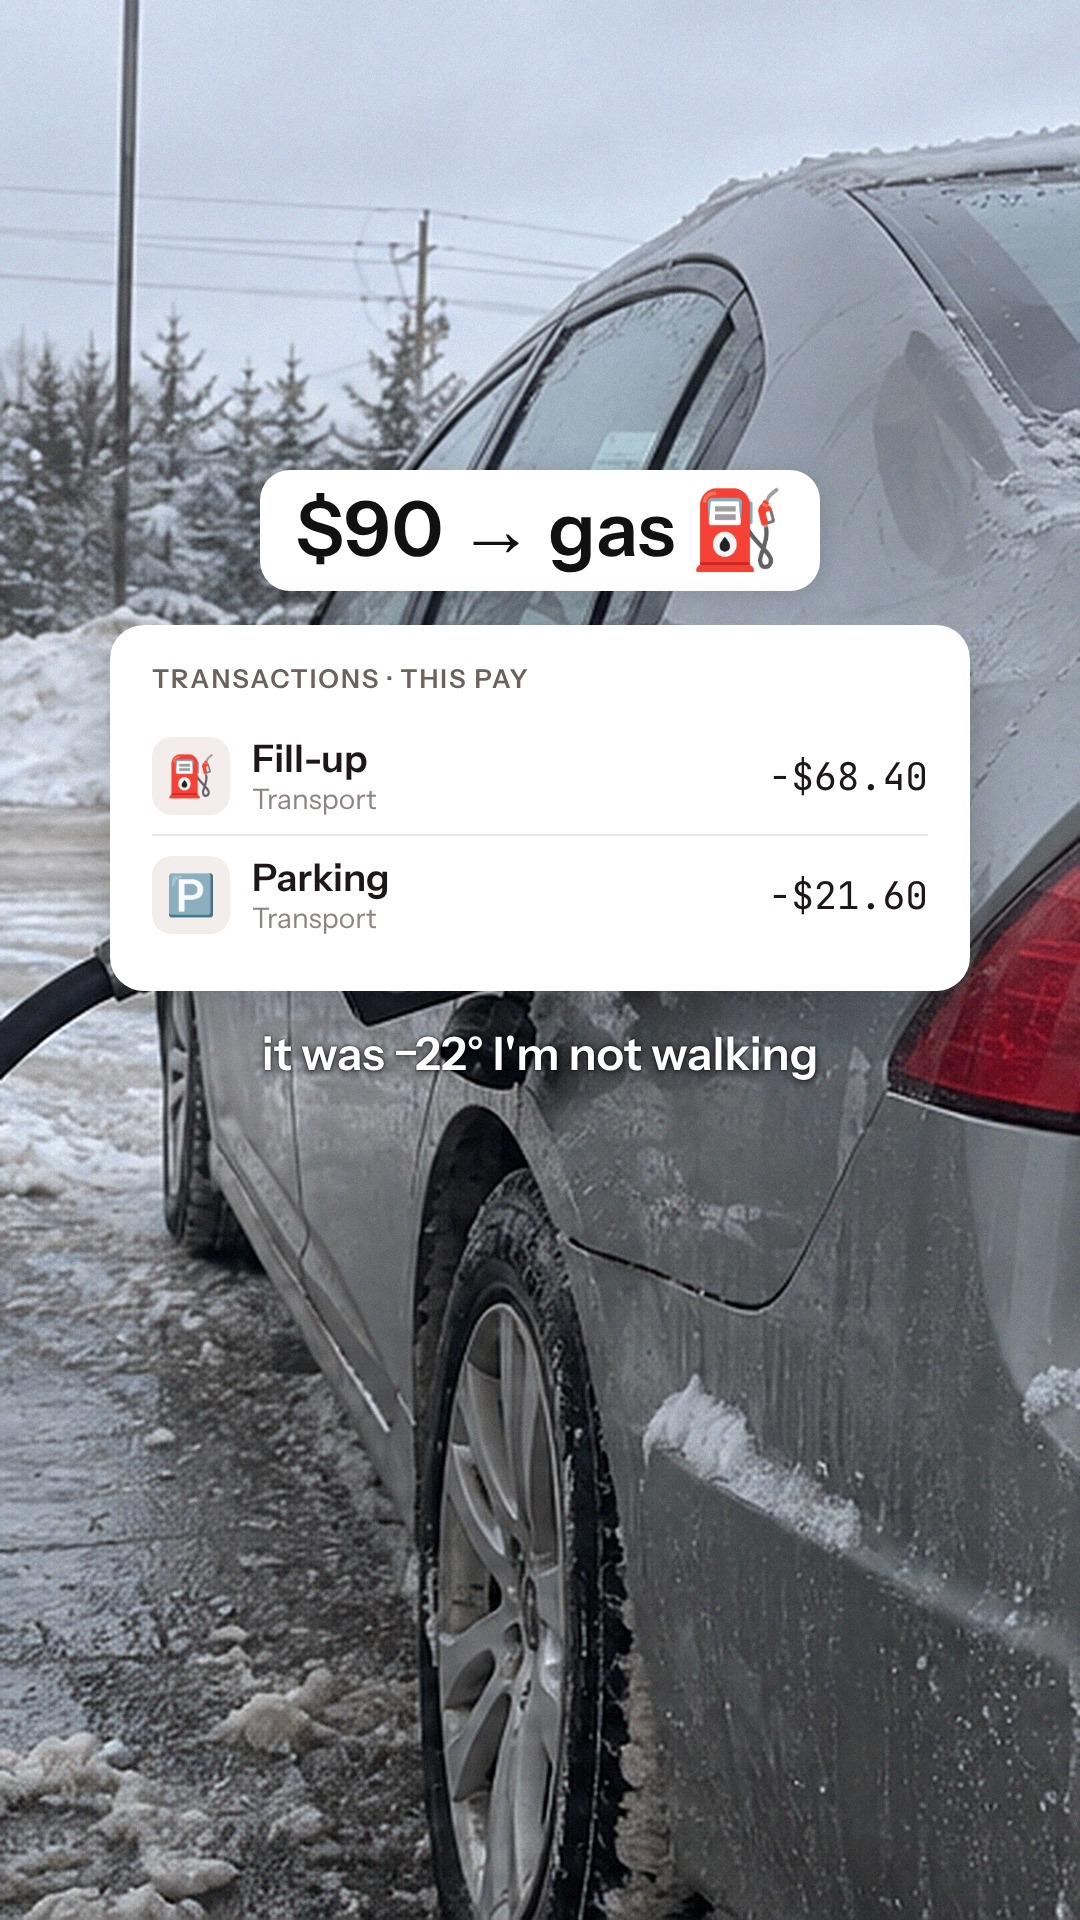 $90 → gas ⛽
TRANSACTIONS · THIS PAY
Fill-up
Transport
-$68.40
🅿️
Parking
Transport
-$21.60
it was −22° I'm not walking